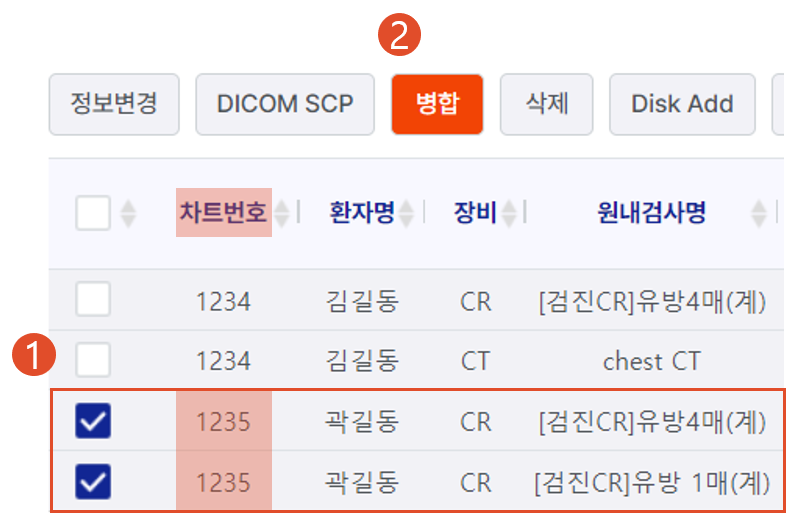 2
정보변경 DICOM SCP 병합 삭제 Disk Add
차트번호 환자명 장비 원내검사명
1234 김길동 CR [검진CR]유방4매(계)
1
1234 김길동 CT chest CT
1235 곽길동 CR [검진CR]유방4매(계)
1235 곽길동 CR [검진CR]유방 1매(계)